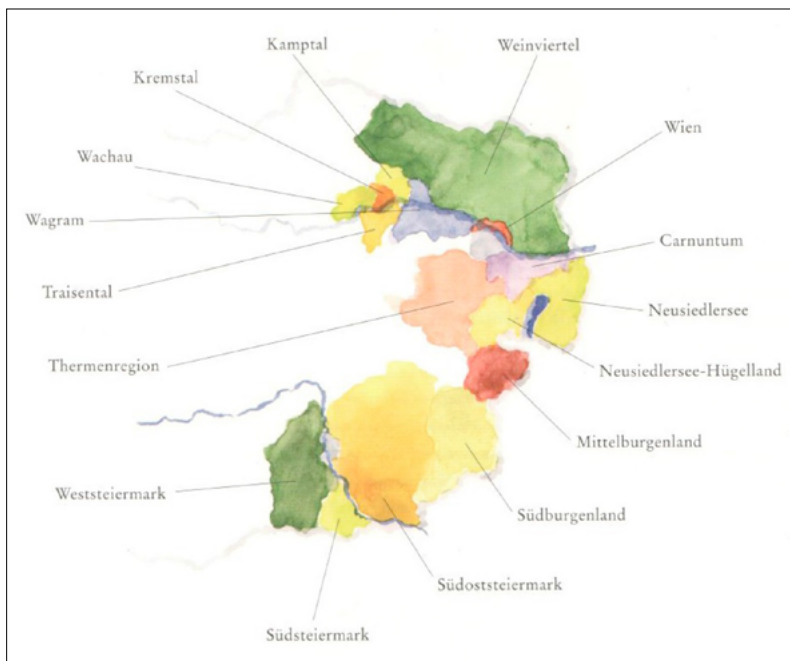 Kamptal
Weinviertel
Kremstal
Wien
Wachau
Wagram
Carnuntum
Traisental
Neusiedlersee
Thermenregion
Neusiedlersee-Hügelland
Mittelburgenland
Weststeiermark
Südburgenland
Südoststeiermark
Südsteiermark